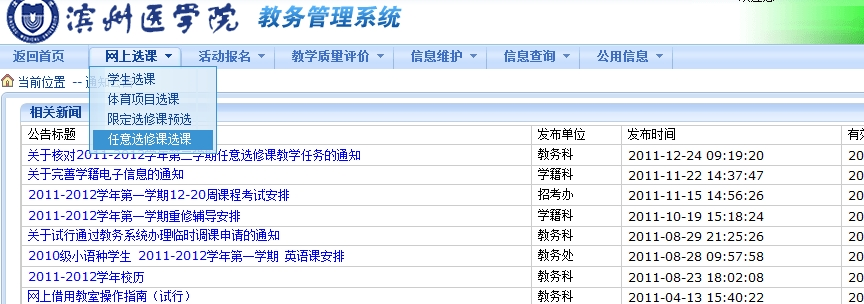 滨州医学院 教务管理系统
返回首页 网上选课 活动报名 教学质量评价 信息维护 信息查询 公用信息
学生选课
当前位置 -- 通
体育项目选课
相关新闻 限定选修课预选
任意选修课选课
公告标题 发布单位 发布时间 有
关于核对2011-2012学年第二学期任意选修课教学任务的通知 教务科 2011-12-24 09:19:20 20
关于完善学籍电子信息的通知 学籍科 2011-11-22 14:37:47 20
2011-2012学年第一学期12-20周课程考试安排 招考办 2011-11-15 14:56:26 20
2011-2012学年第一学期重修辅导安排 学籍科 2011-10-19 15:18:24 20
关于试行通过教务系统办理临时调课申请的通知 教务科 2011-08-29 21:25:26 20
2010级小语种学生 2011-2012学年第一学期 英语课安排 教务处 2011-08-28 09:57:58 20
2011-2012学年校历 教务科 2011-08-23 18:02:08 20
网上借用教室操作指南（试行） 教务科 2011-04-13 15:40:22 20